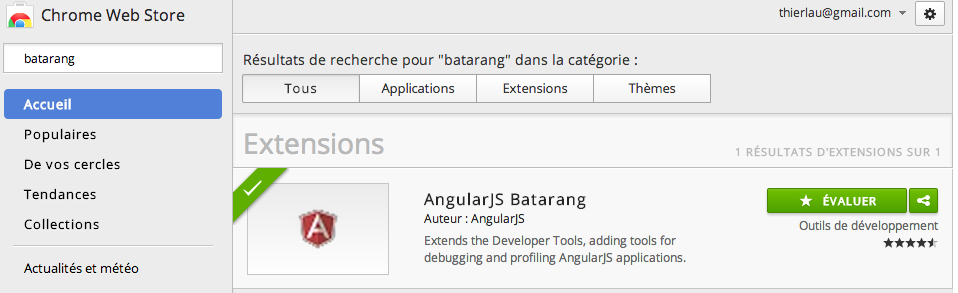 Chrome Web Store
thierlau@gmail.com
batarang
Accueil
Populaires
De vos cercles
Tendances
Collections
Actualités et météo
Résultats de recherche pour "batarang" dans la catégorie :
Tous
Applications
Extensions
Thèmes
Extensions
1 RÉSULTATS D'EXTENSIONS SUR 1
AngularJS Batarang
Auteur : AngularJS
Extends the Developer Tools, adding tools for
debugging and profiling AngularJS applications.
ÉVALUER
Outils de développement